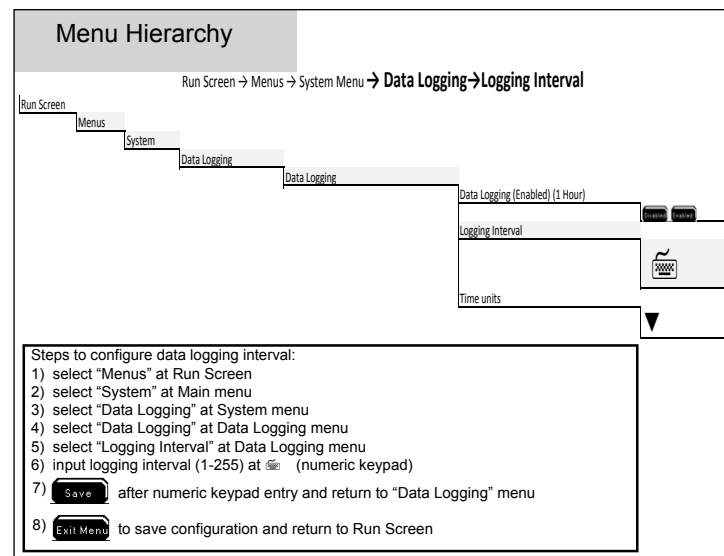 Menu Hierarchy
Run Screen → Menus → System Menu → Data Logging→Logging Interval
Run Screen
Menus
System
Data Logging
Data Logging
Data Logging (Enabled) (1 Hour)
Disabled Enabled
Logging Interval
Time units
Steps to configure data logging interval:
1) select “Menus” at Run Screen
2) select “System” at Main menu
3) select “Data Logging” at System menu
4) select “Data Logging” at Data Logging menu
5) select “Logging Interval” at Data Logging menu
6) input logging interval (1-255) at (numeric keypad)
7) Save after numeric keypad entry and return to “Data Logging” menu
8) Exit Menu to save configuration and return to Run Screen